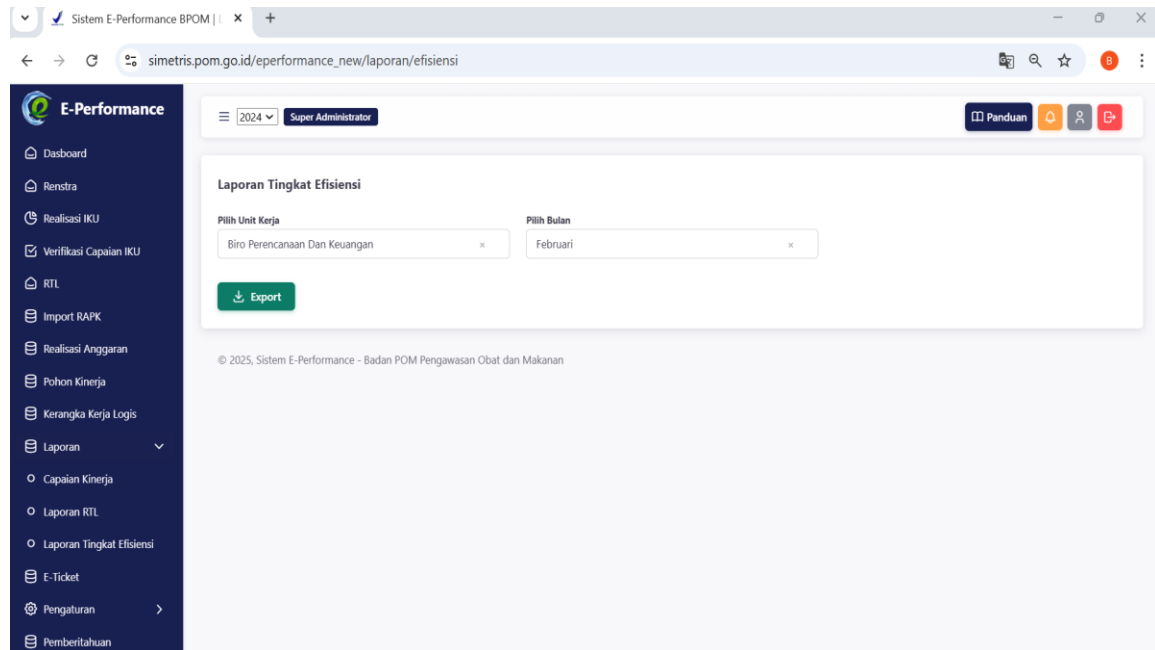 Sistem E-Performance BPOM | L
simetris.pom.go.id/eperformance_new/laporan/efisiensi
B
E-Performance
2024
Super Administrator
Panduan
Dasboard
Renstra
Realisasi IKU
Verifikasi Capaian IKU
RTL
Import RAPK
Realisasi Anggaran
Pohon Kinerja
Kerangka Kerja Logis
Laporan
Capaian Kinerja
Laporan RTL
Laporan Tingkat Efisiensi
E-Ticket
Pengaturan
Pemberitahuan
Laporan Tingkat Efisiensi
Pilih Unit Kerja
Biro Perencanaan Dan Keuangan
Pilih Bulan
Februari
Export
© 2025, Sistem E-Performance - Badan POM Pengawasan Obat dan Makanan